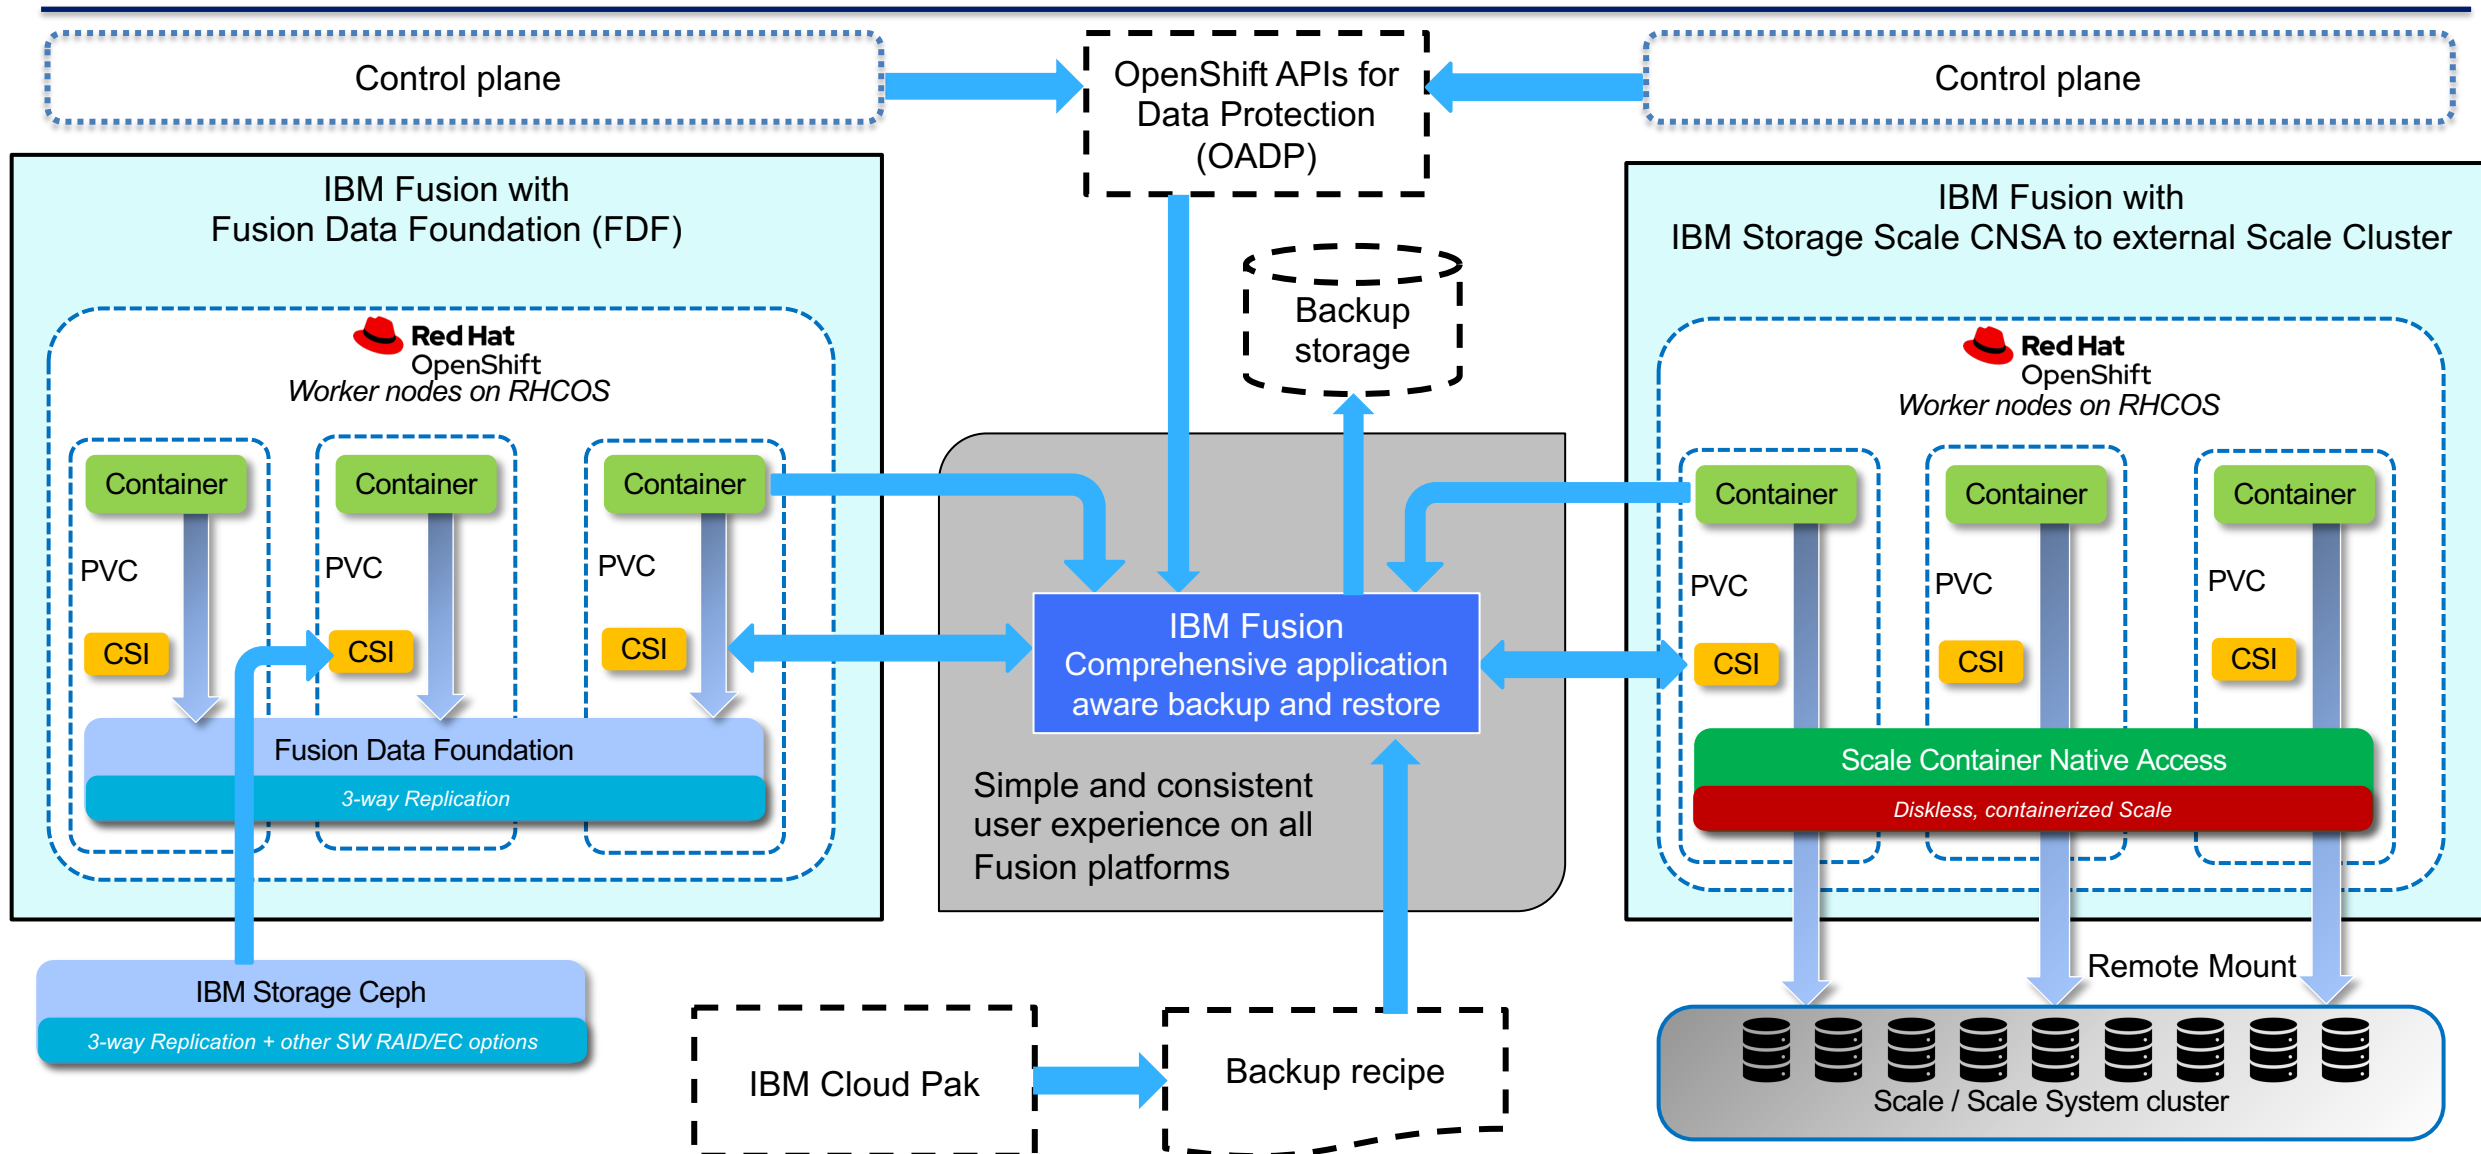 Control plane
OpenShift APIs for
Data Protection
(OADP)
Control plane
IBM Fusion with
Fusion Data Foundation (FDF)
Red Hat
OpenShift
Worker nodes on RHCOS
Container
Container
Container
PVC
PVC
PVC
CSI
CSI
CSI
Fusion Data Foundation
3-way Replication
IBM Storage Ceph
3-way Replication + other SW RAID/EC options
Backup
storage
IBM Fusion
Comprehensive application
aware backup and restore
Simple and consistent
user experience on all
Fusion platforms
IBM Cloud Pak
Backup recipe
IBM Fusion with
IBM Storage Scale CNSA to external Scale Cluster
Red Hat
OpenShift
Worker nodes on RHCOS
Container
Container
Container
PVC
PVC
PVC
CSI
CSI
CSI
Scale Container Native Access
Diskless, containerized Scale
Remote Mount
Scale / Scale System cluster